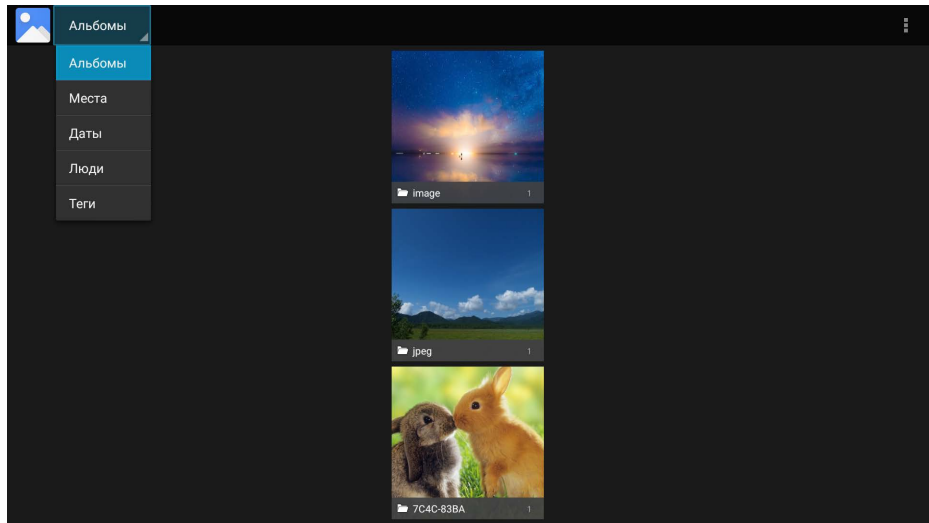 Альбомы
Альбомы
Места
Даты
Люди
Теги
image 1
jpeg 1
7C4C-83BA 1